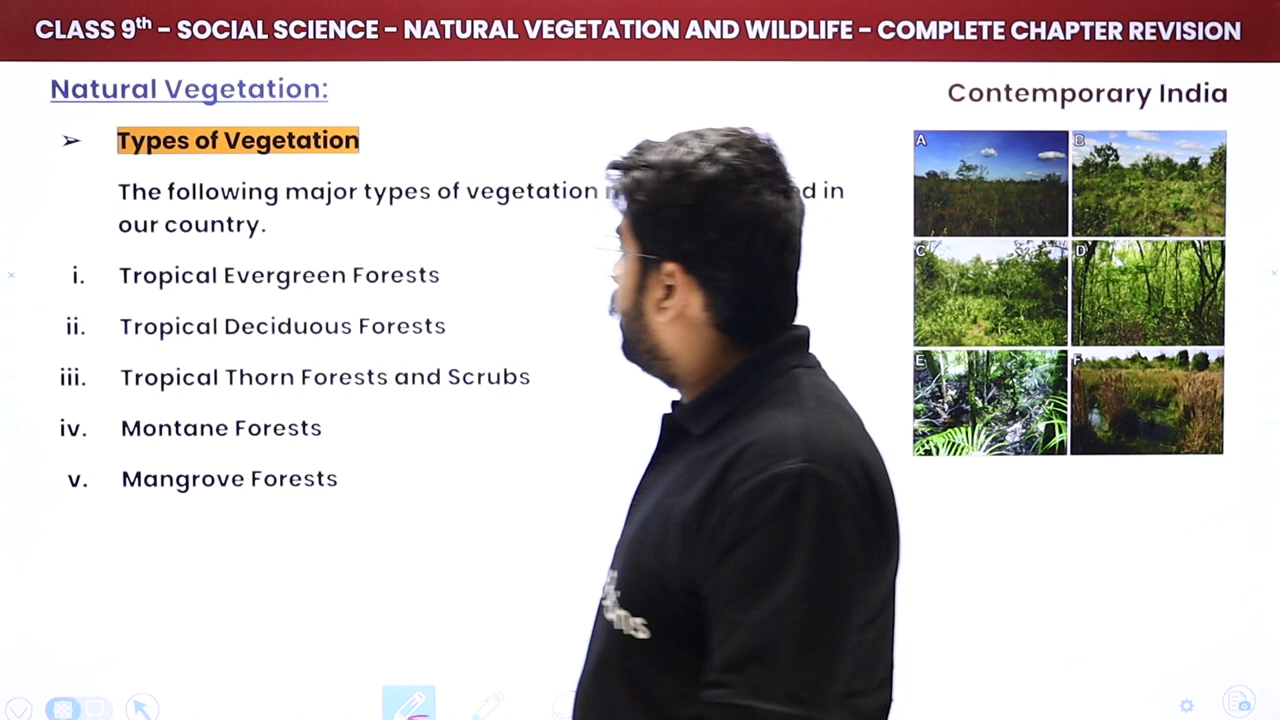 CLASS 9th – SOCIAL SCIENCE – NATURAL VEGETATION AND WILDLIFE – COMPLETE CHAPTER REVISION
Natural Vegetation:
Contemporary India
➢ Types of Vegetation
The following major types of vegetation in
our country.
i. Tropical Evergreen Forests
ii. Tropical Deciduous Forests
iii. Tropical Thorn Forests and Scrubs
iv. Montane Forests
v. Mangrove Forests
A B
C D
E F